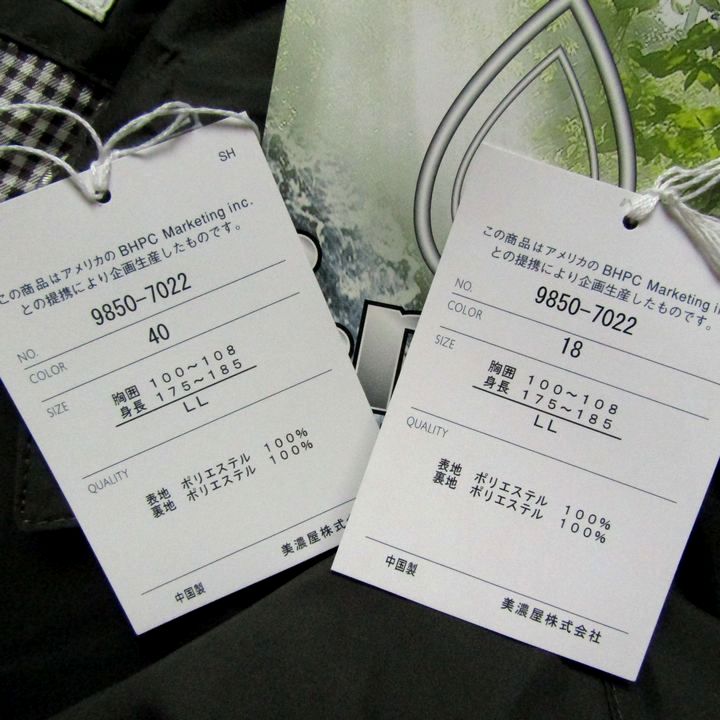 SH
この商品はアメリカの BHPC Marketing inc.
との提携により企画生産したものです。
NO. 9850-7022
COLOR 40
SIZE
胸囲 100～108
身長 175～185
LL
QUALITY
表地 ポリエステル 100%
裏地 ポリエステル 100%
美濃屋株式会
中国製
この商品はアメリカの BHPC Marketing in
との提携により企画生産したものです。
NO. 9850-7022
COLOR 18
SIZE
胸囲 100～108
身長 175～185
LL
QUALITY
表地 ポリエステル 100%
裏地 ポリエステル 100%
中国製
美濃屋株式会社